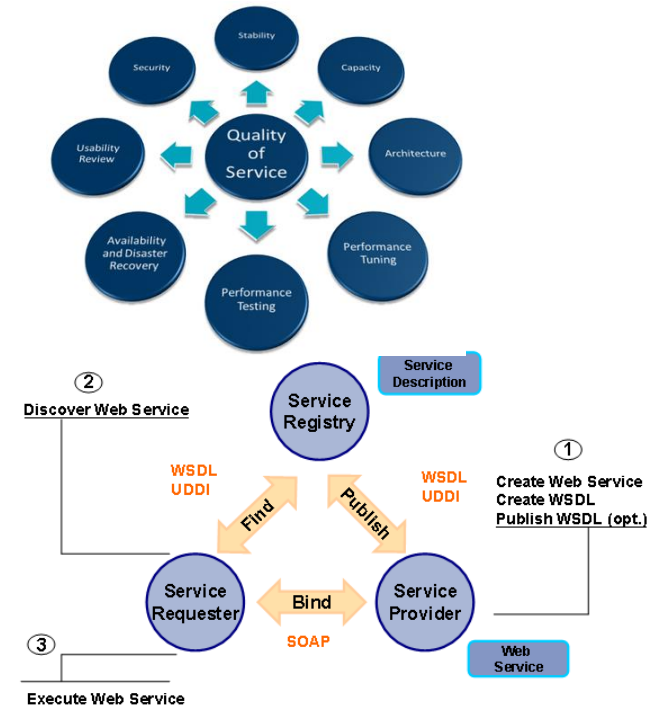 Stability
Security
Capacity
Quality
of
Service
Usability
Review
Architecture
Availability
and Disaster
Recovery
Performance
Tuning
Performance
Testing
Service
Description
2
Discover Web Service
Service
Registry
1
WSDL
UDDI
WSDL
UDDI
Create Web Service
Create WSDL
Publish WSDL (opt.)
Find
Publish
Service
Requester
Bind
Service
Provider
SOAP
3
Web
Service
Execute Web Service